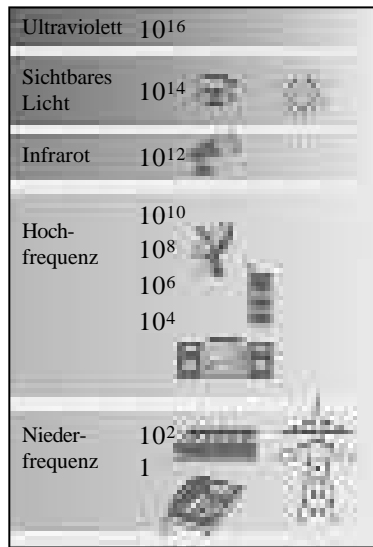 Ultraviolett 10¹⁶
Sichtbares
Licht 10¹⁴
Infrarot 10¹²
10¹⁰
Hoch-
frequenz 10⁸
10⁶
10⁴
Nieder-
frequenz 10²
1